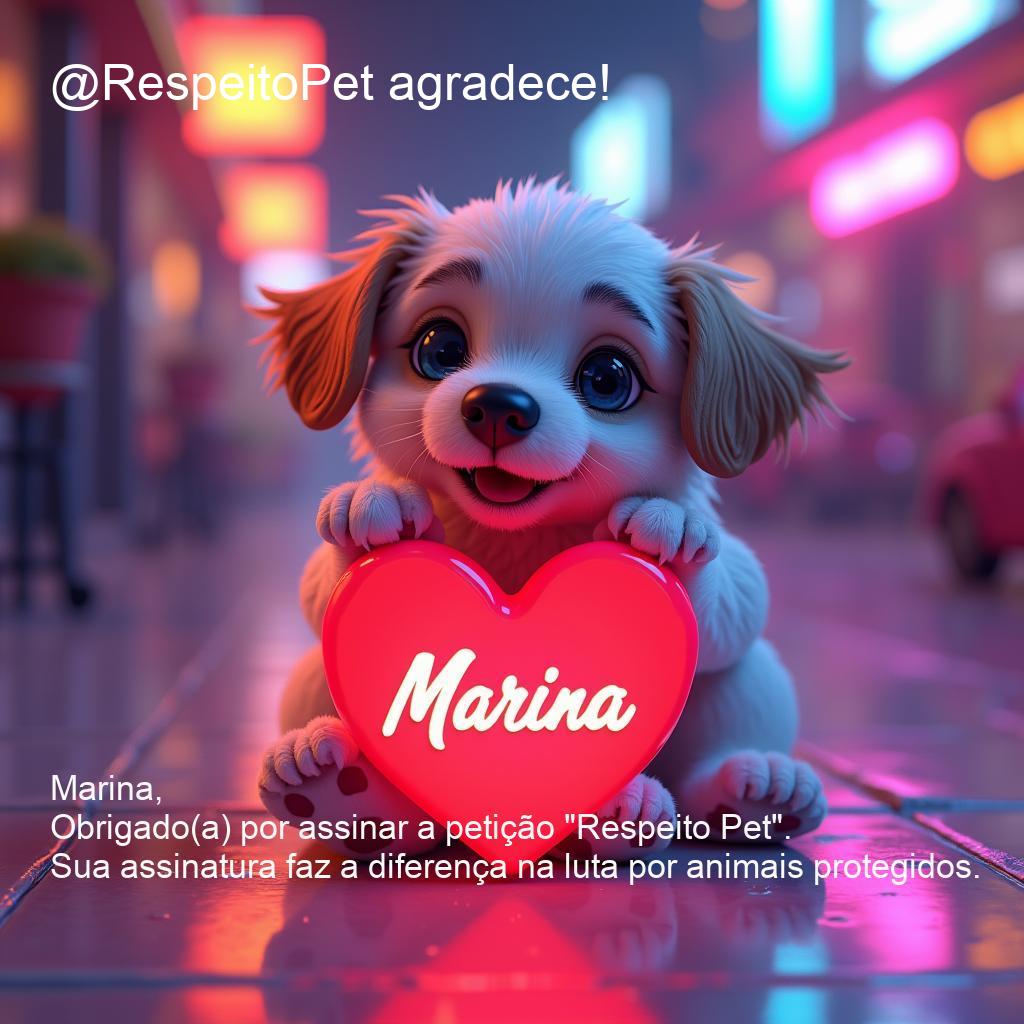 @RespeitoPet agradece!
Marina
Marina,
Obrigado(a) por assinar a petição "Respeito Pet".
Sua assinatura faz a diferença na luta por animais protegidos.